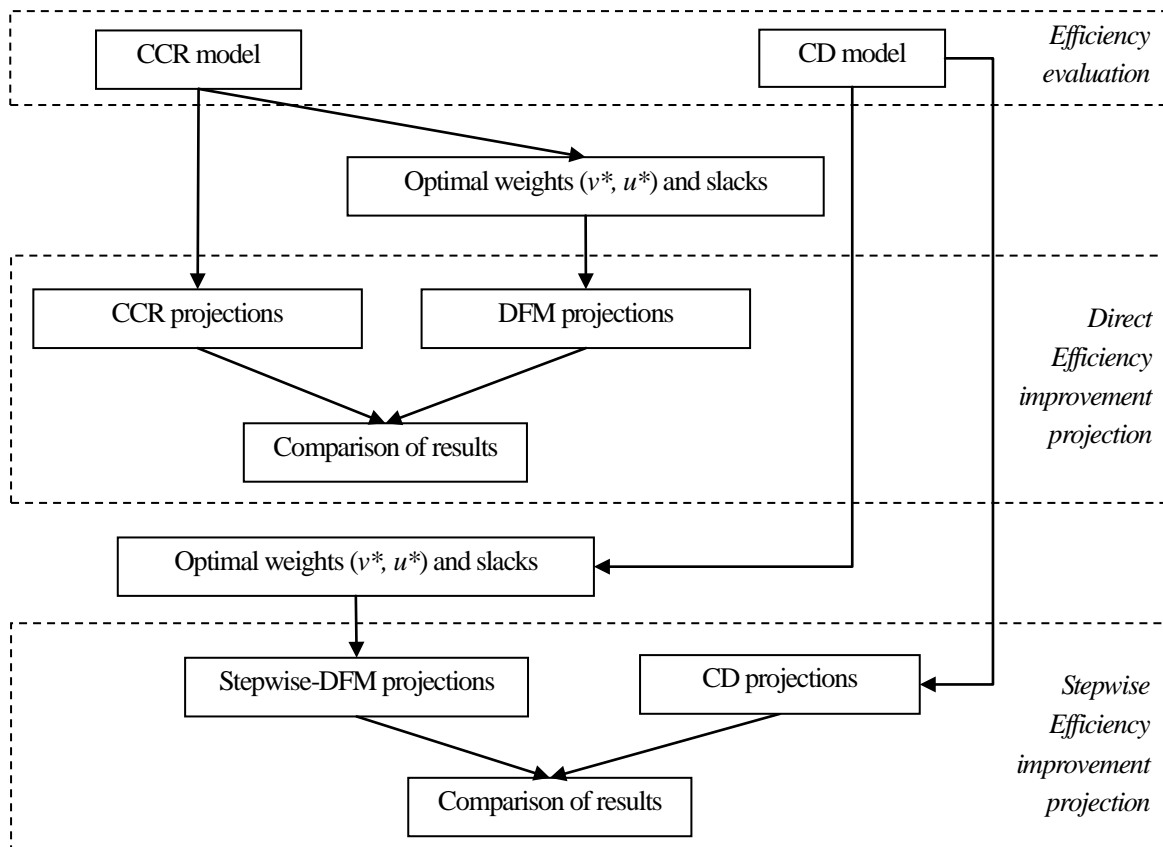 CCR model
CD model
Efficiency
evaluation
Optimal weights (v*, u*) and slacks
CCR projections
DFM projections
Direct
Efficiency
improvement
projection
Comparison of results
Optimal weights (v*, u*) and slacks
Stepwise-DFM projections
CD projections
Stepwise
Efficiency
improvement
projection
Comparison of results